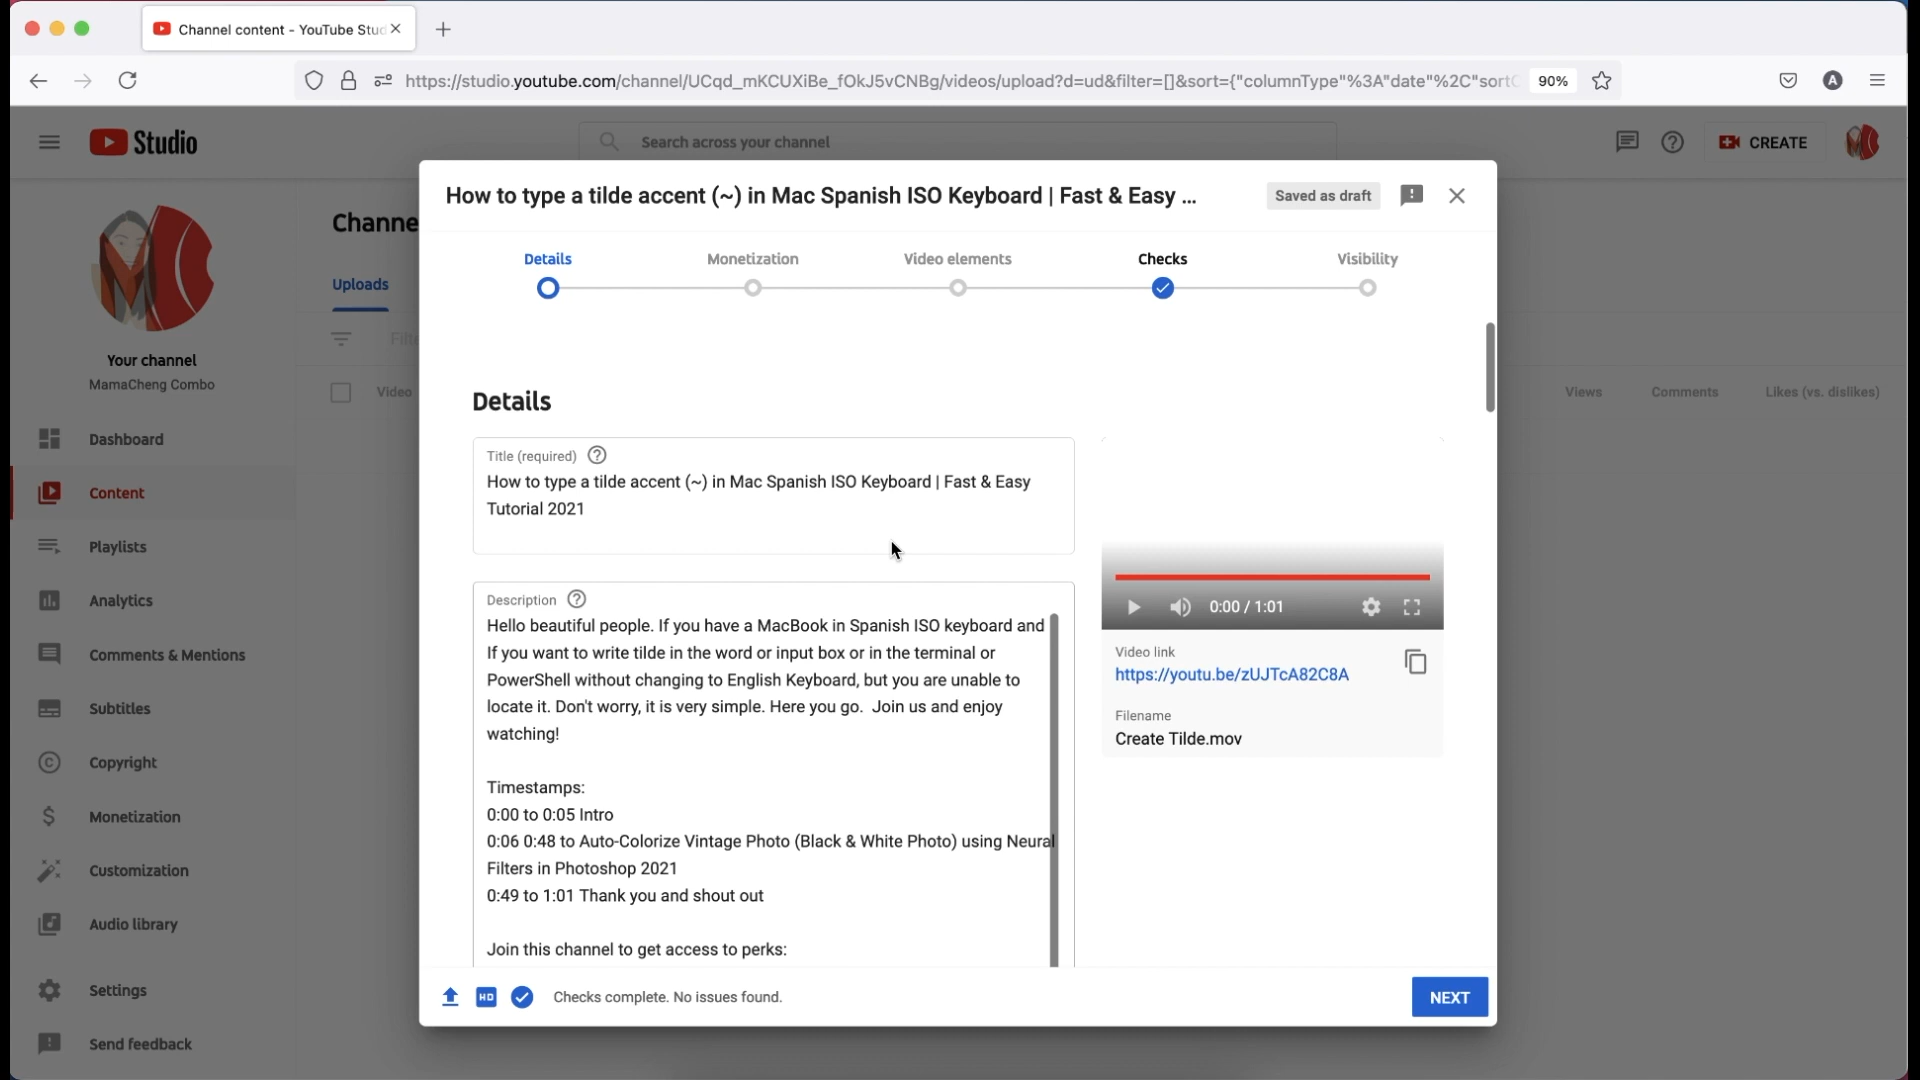 Channel content - YouTube Stud
https://studio.youtube.com/channel/UCqd_mKCUXiBe_fOkJ5vCNBg/videos/upload?d=ud&filter=[]&sort={"columnType"%3A"date"%2C"sortO
90%
A
Studio
Search across your channel
CREATE
How to type a tilde accent (~) in Mac Spanish ISO Keyboard | Fast & Easy ...
Saved as draft
Channe
Details
Monetization
Video elements
Checks
Visibility
Uploads
Filte
Your channel
MamaCheng Combo
Video
Views
Comments
Likes (vs. dislikes)
Dashboard
Content
Playlists
Analytics
Comments & Mentions
Subtitles
Copyright
Monetization
Customization
Audio library
Settings
Send feedback
Details
Title (required)
How to type a tilde accent (~) in Mac Spanish ISO Keyboard | Fast & Easy
Tutorial 2021
Description
Hello beautiful people. If you have a MacBook in Spanish ISO keyboard and
If you want to write tilde in the word or input box or in the terminal or
PowerShell without changing to English Keyboard, but you are unable to
locate it. Don't worry, it is very simple. Here you go.  Join us and enjoy
watching!
Timestamps:
0:00 to 0:05 Intro
0:06 0:48 to Auto-Colorize Vintage Photo (Black & White Photo) using Neural
Filters in Photoshop 2021
0:49 to 1:01 Thank you and shout out
Join this channel to get access to perks:
0:00 / 1:01
Video link
https://youtu.be/zUJTcA82C8A
Filename
Create Tilde.mov
HD
Checks complete. No issues found.
NEXT